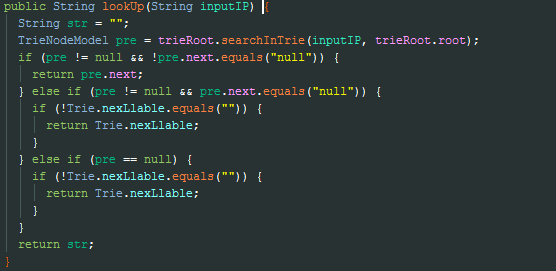 public String lookUp(String inputIP) {
String str = "";
TrieNodeModel pre = trieRoot.searchInTrie(inputIP, trieRoot.root);
if (pre != null && !pre.next.equals("null")) {
return pre.next;
} else if (pre != null && pre.next.equals("null")) {
if (!Trie.nexLlable.equals("")) {
return Trie.nexLlable;
}
} else if (pre == null) {
if (!Trie.nexLlable.equals("")) {
return Trie.nexLlable;
}
}
return str;
}